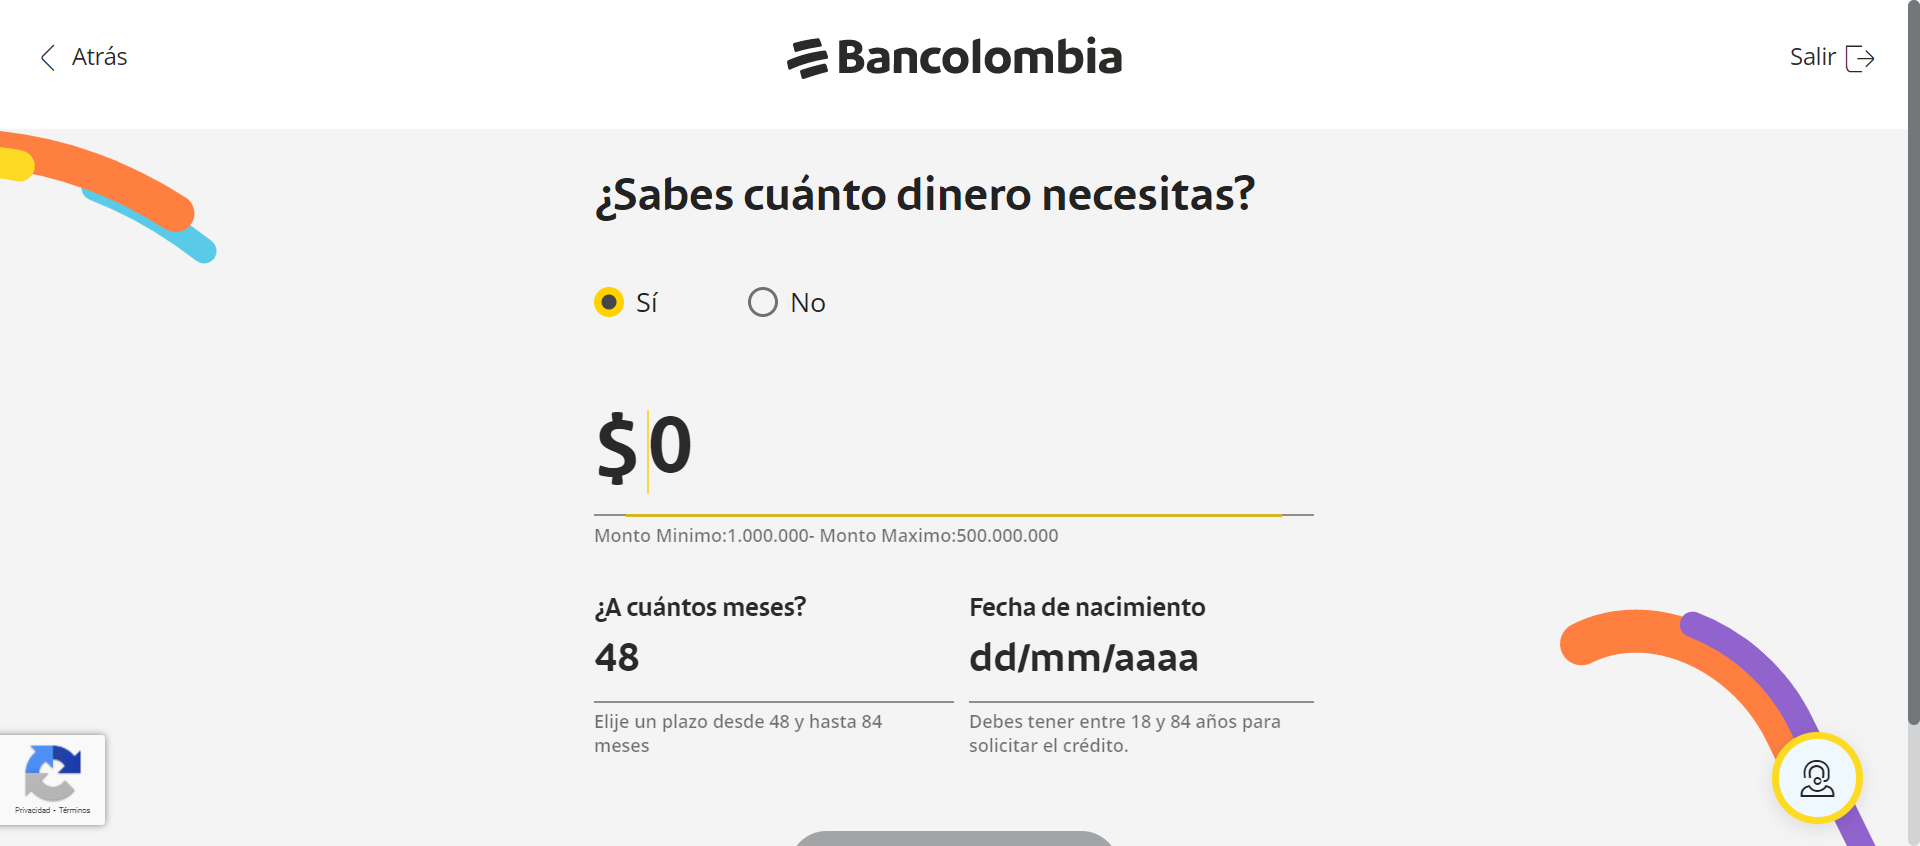 Atrás
Bancolombia
Salir
¿Sabes cuánto dinero necesitas?
Sí
No
$ 0
Monto Minimo:1.000.000- Monto Maximo:500.000.000
¿A cuántos meses?
48
Elije un plazo desde 48 y hasta 84
meses
Fecha de nacimiento
dd/mm/aaaa
Debes tener entre 18 y 84 años para
solicitar el crédito.
Privacidad - Términos